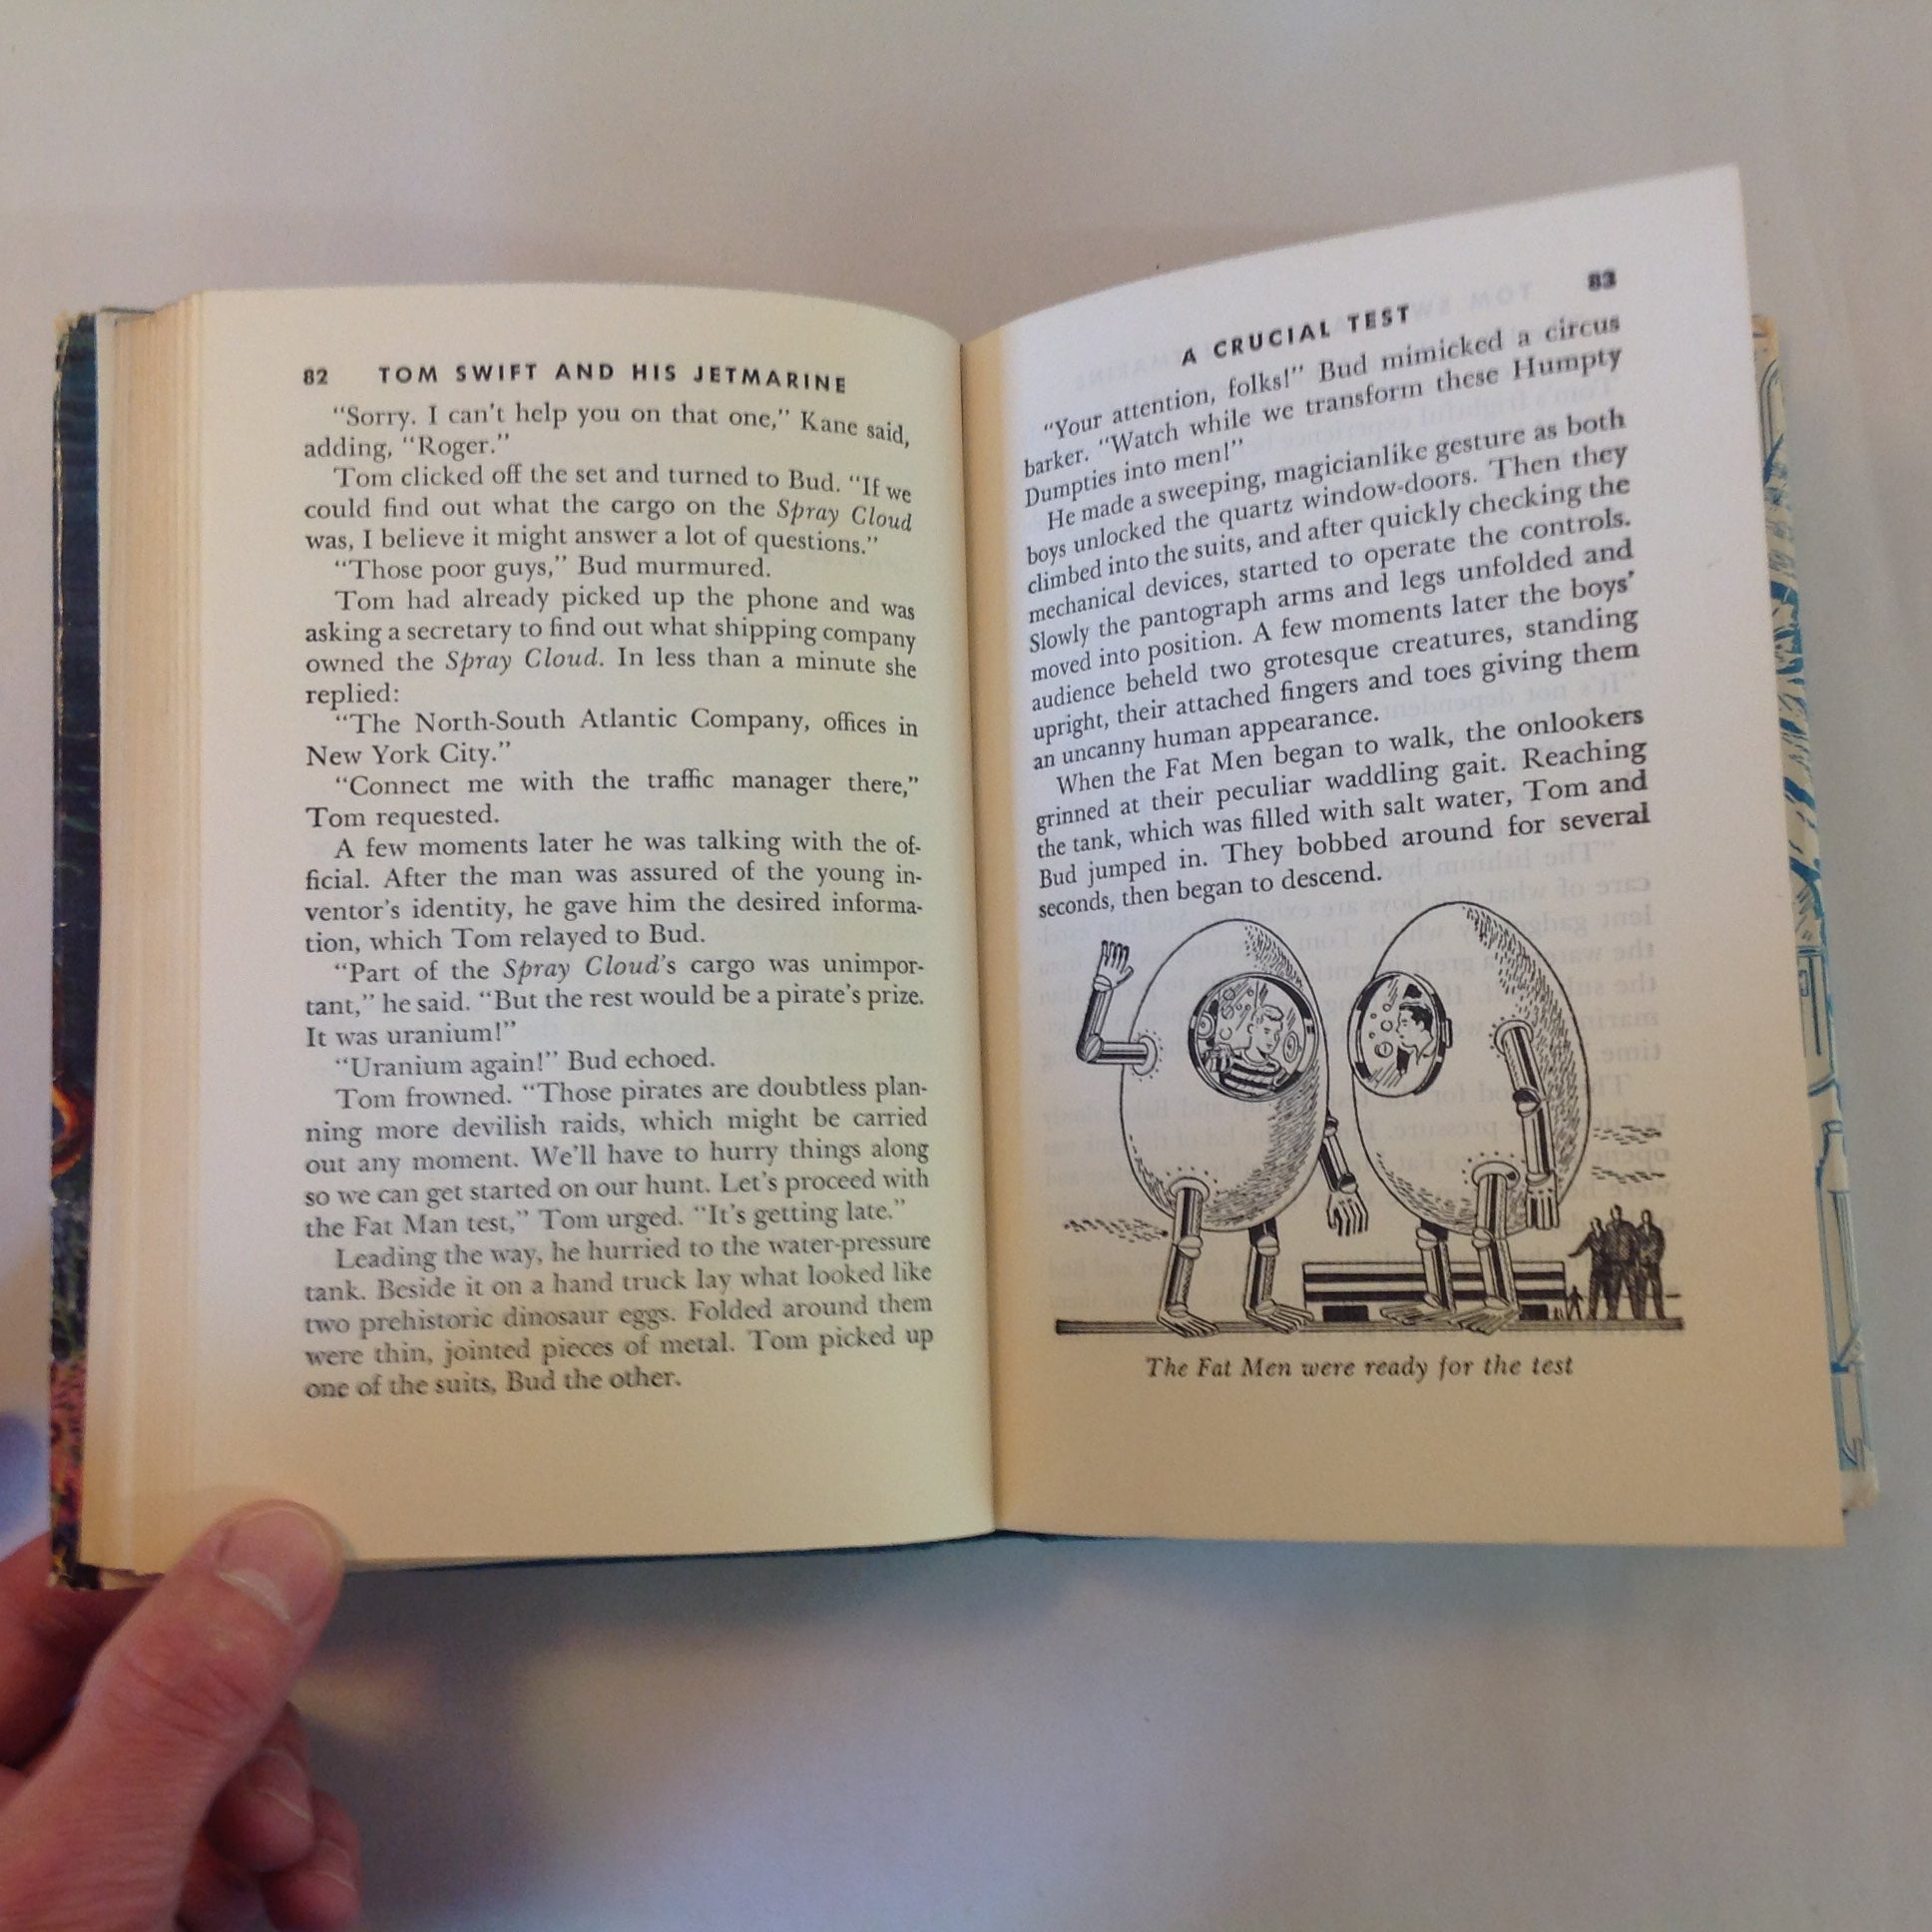 82 TOM SWIFT AND HIS JETMARINE
“Sorry. I can't help you on that one,” Kane said,
adding, “Roger.”
Tom clicked off the set and turned to Bud. “If we
could find out what the cargo on the Spray Cloud
was, I believe it might answer a lot of questions.”
“Those poor guys,” Bud murmured.
Tom had already picked up the phone and was
asking a secretary to find out what shipping company
owned the Spray Cloud. In less than a minute she
replied:
“The North-South Atlantic Company, offices in
New York City.”
“Connect me with the traffic manager there,”
Tom requested.
A few moments later he was talking with the of-
ficial. After the man was assured of the young in-
ventor's identity, he gave him the desired informa-
tion, which Tom relayed to Bud.
“Part of the Spray Cloud's cargo was unimpor-
tant,” he said. “But the rest would be a pirate's prize.
It was uranium!”
“Uranium again!” Bud echoed.
Tom frowned. “Those pirates are doubtless plan-
ning more devilish raids, which might be carried
out any moment. We'll have to hurry things along
so we can get started on our hunt. Let's proceed with
the Fat Man test,” Tom urged. “It's getting late.”
Leading the way, he hurried to the water-pressure
tank. Beside it on a hand truck lay what looked like
two prehistoric dinosaur eggs. Folded around them
were thin, jointed pieces of metal. Tom picked up
one of the suits, Bud the other.
A CRUCIAL TEST 83
“Your attention, folks!” Bud mimicked a circus
barker. “Watch while we transform these Humpty
Dumpties into men!”
He made a sweeping, magicianlike gesture as both
boys unlocked the quartz window-doors. Then they
climbed into the suits, and after quickly checking the
mechanical devices, started to operate the controls.
Slowly the pantograph arms and legs unfolded and
moved into position. A few moments later the boys'
audience beheld two grotesque creatures, standing
upright, their attached fingers and toes giving them
an uncanny human appearance.
When the Fat Men began to walk, the onlookers
grinned at their peculiar waddling gait. Reaching
the tank, which was filled with salt water, Tom and
Bud jumped in. They bobbed around for several
seconds, then began to descend.
The Fat Men were ready for the test